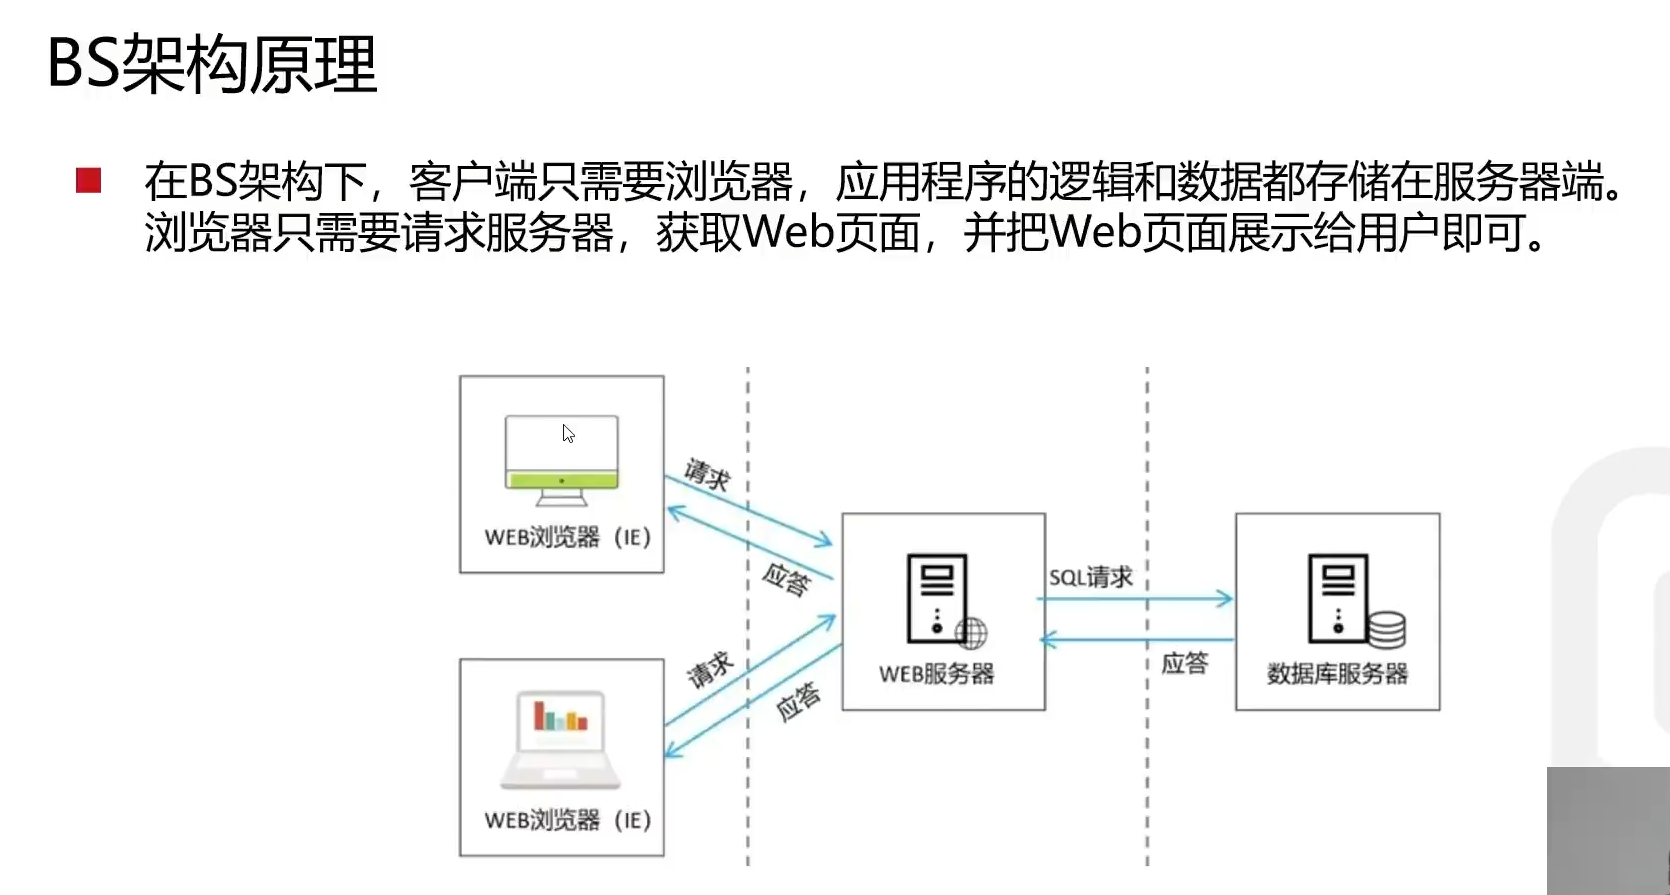 BS架构原理
在BS架构下，客户端只需要浏览器，应用程序的逻辑和数据都存储在服务器端。
浏览器只需要请求服务器，获取Web页面，并把Web页面展示给用户即可。
WEB浏览器（IE）
请求
应答
请求
应答
WEB浏览器（IE）
WEB服务器
SQL请求
应答
数据库服务器